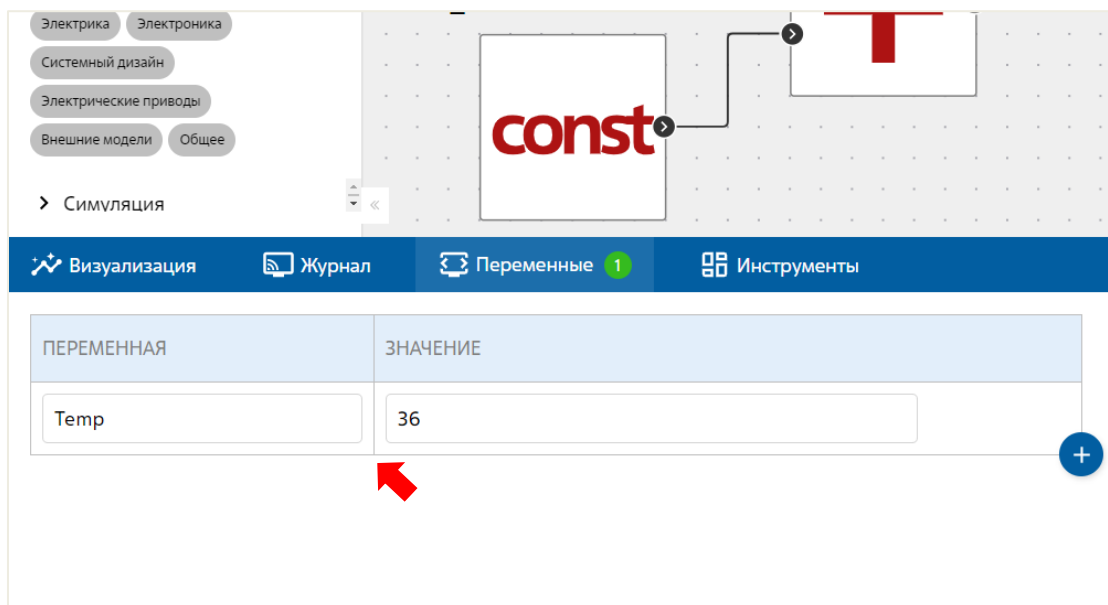 Электрика Электроника
Системный дизайн
Электрические приводы
Внешние модели Общее
Симуляция
const
Визуализация Журнал Переменные 1 Инструменты
ПЕРЕМЕННАЯ ЗНАЧЕНИЕ
Temp 36